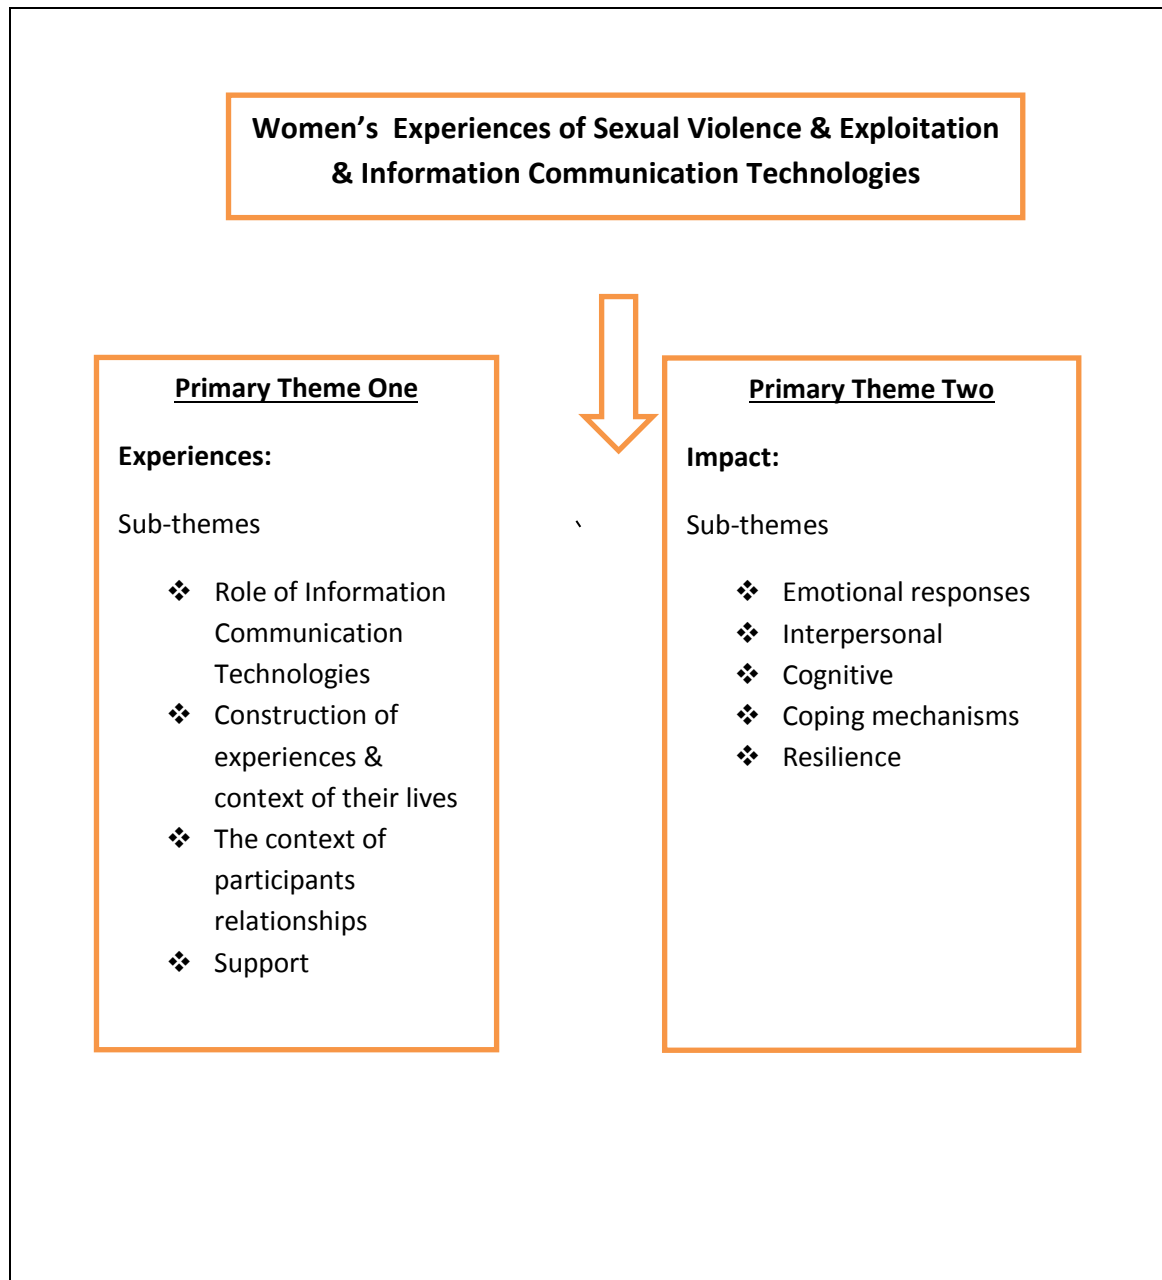 Women’s  Experiences of Sexual Violence & Exploitation
& Information Communication Technologies
Primary Theme One
Experiences:
Sub-themes
❖ Role of Information
Communication
Technologies
❖ Construction of
experiences &
context of their lives
❖ The context of
participants
relationships
❖ Support
`
Primary Theme Two
Impact:
Sub-themes
❖ Emotional responses
❖ Interpersonal
❖ Cognitive
❖ Coping mechanisms
❖ Resilience